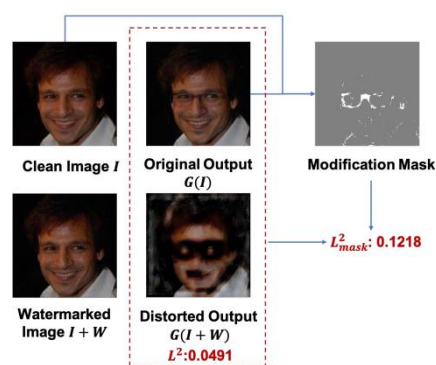 Clean Image I
Original Output
G(I)
Modification Mask
L²mask: 0.1218
Watermarked
Image I + W
Distorted Output
G(I + W)
L²:0.0491